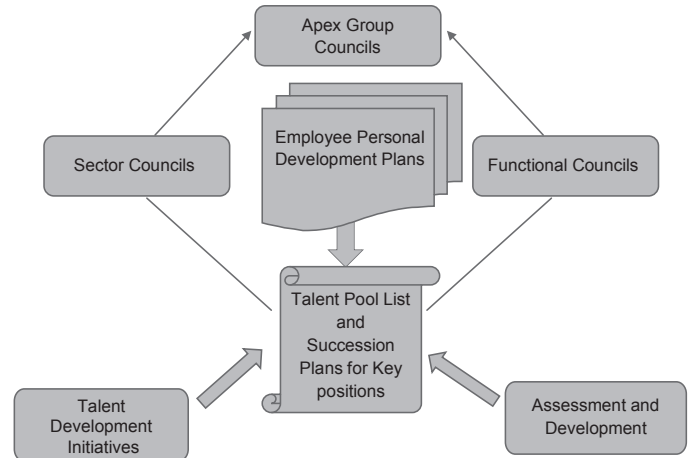 Apex Group
Councils
Employee Personal
Development Plans
Sector Councils
Functional Councils
Talent Pool List
and
Succession
Plans for Key
positions
Talent
Development
Initiatives
Assessment and
Development